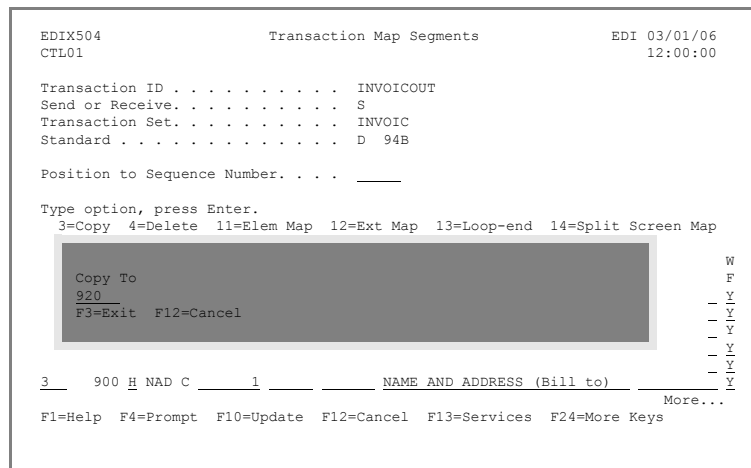 EDIX504 Transaction Map Segments EDI 03/01/06
CTL01 12:00:00
Transaction ID . . . . . . . . . . INVOICOUT
Send or Receive. . . . . . . . . . S
Transaction Set. . . . . . . . . . INVOIC
Standard . . . . . . . . . . . . . D 94B
Position to Sequence Number. . . . _____
Type option, press Enter.
3=Copy 4=Delete 11=Elem Map 12=Ext Map 13=Loop-end 14=Split Screen Map
W
Copy To F
920 _ Y
F3=Exit F12=Cancel _ Y
_ Y
_ Y
_ Y
3 900 H NAD C 1 NAME AND ADDRESS (Bill to) Y
More...
F1=Help F4=Prompt F10=Update F12=Cancel F13=Services F24=More Keys